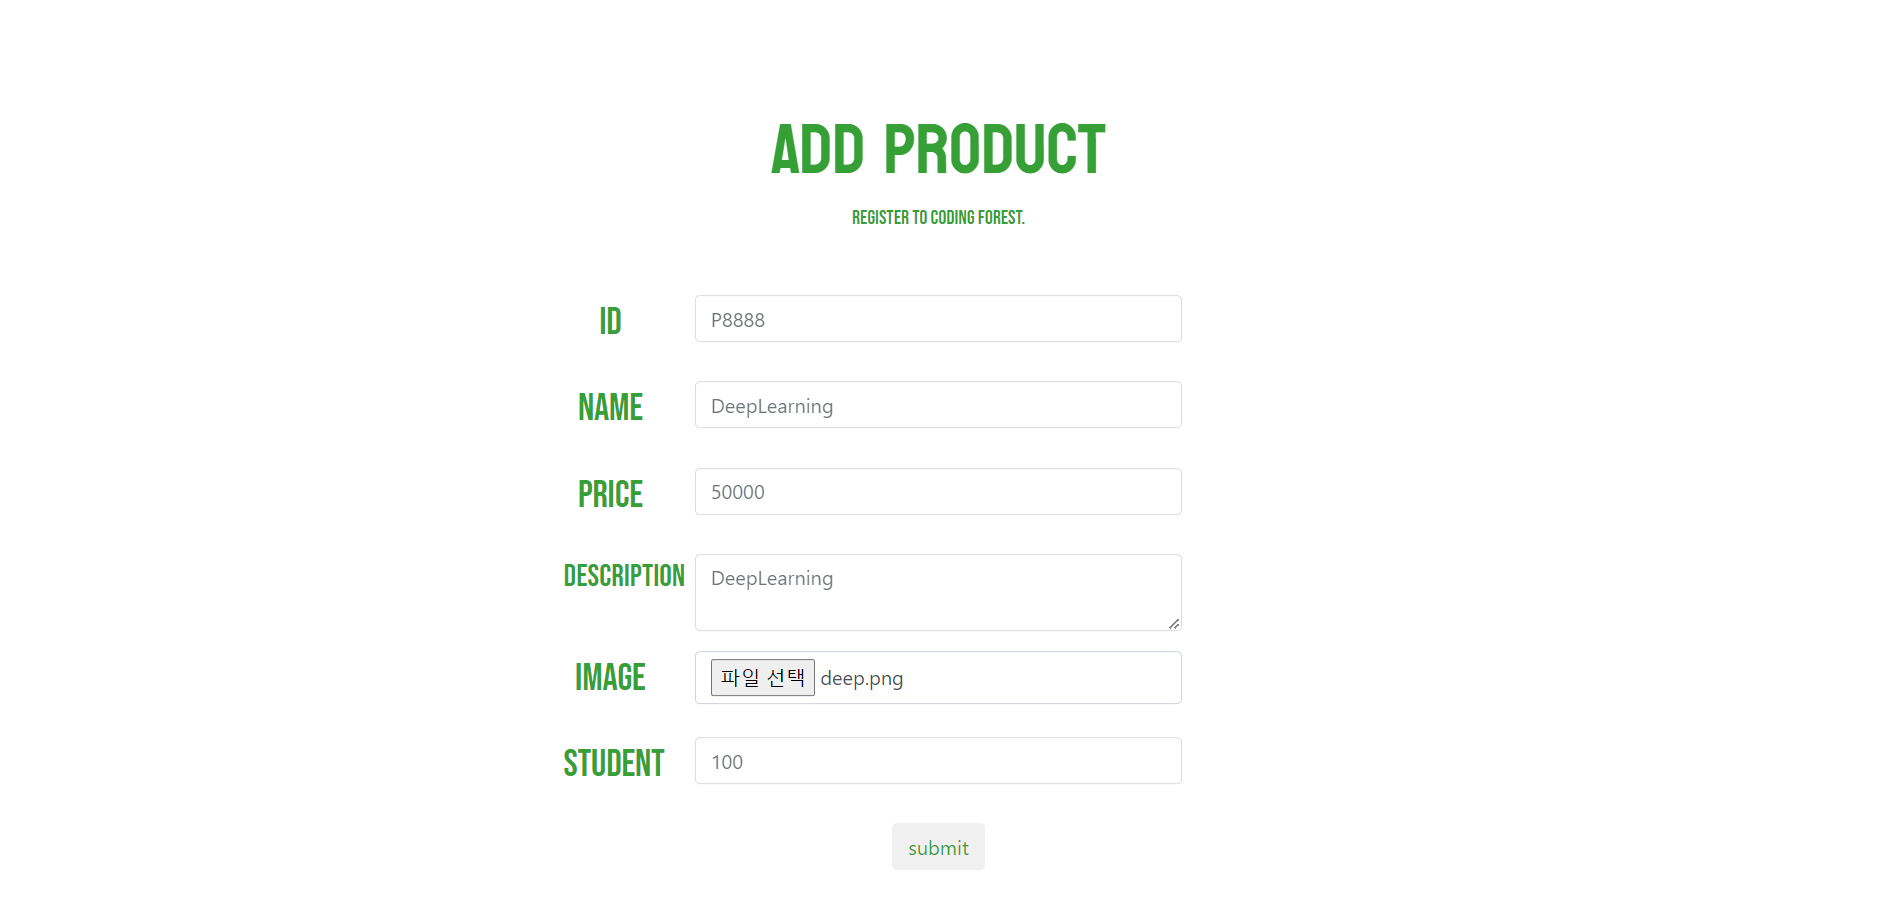 ADD PRODUCT
REGISTER TO CODING FOREST.
ID P8888
NAME DeepLearning
PRICE 50000
DESCRIPTION DeepLearning
IMAGE 파일 선택 deep.png
STUDENT 100
submit